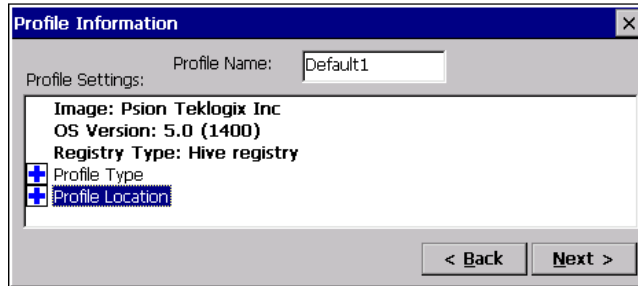 Profile Information
Profile Name: Default1
Profile Settings:
Image: Psion Teklogix Inc
OS Version: 5.0 (1400)
Registry Type: Hive registry
Profile Type
Profile Location
< Back Next >